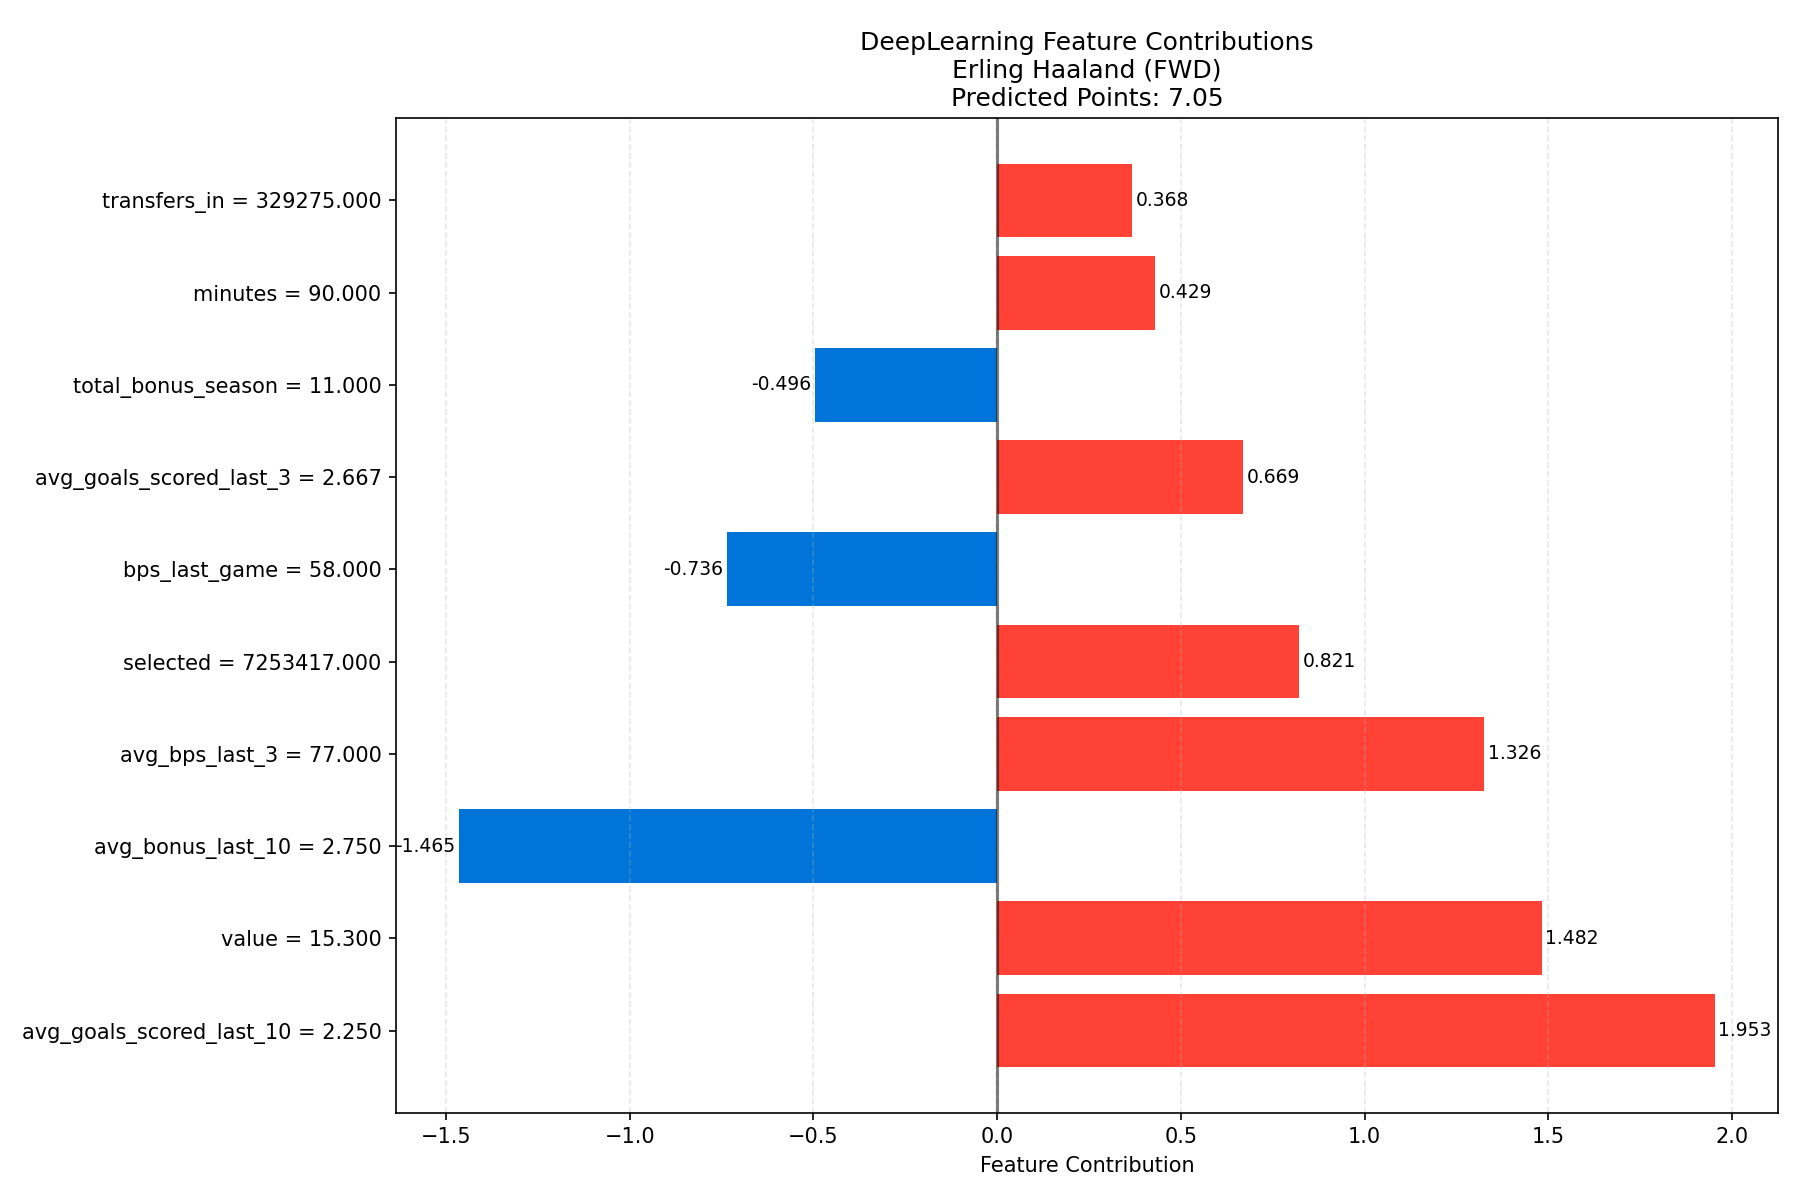 DeepLearning Feature Contributions
Erling Haaland (FWD)
Predicted Points: 7.05
transfers_in = 329275.000
0.368
minutes = 90.000
0.429
total_bonus_season = 11.000
-0.496
avg_goals_scored_last_3 = 2.667
0.669
bps_last_game = 58.000
-0.736
selected = 7253417.000
0.821
avg_bps_last_3 = 77.000
1.326
avg_bonus_last_10 = 2.750
-1.465
value = 15.300
1.482
avg_goals_scored_last_10 = 2.250
1.953
−1.5 −1.0 −0.5 0.0 0.5 1.0 1.5 2.0
Feature Contribution